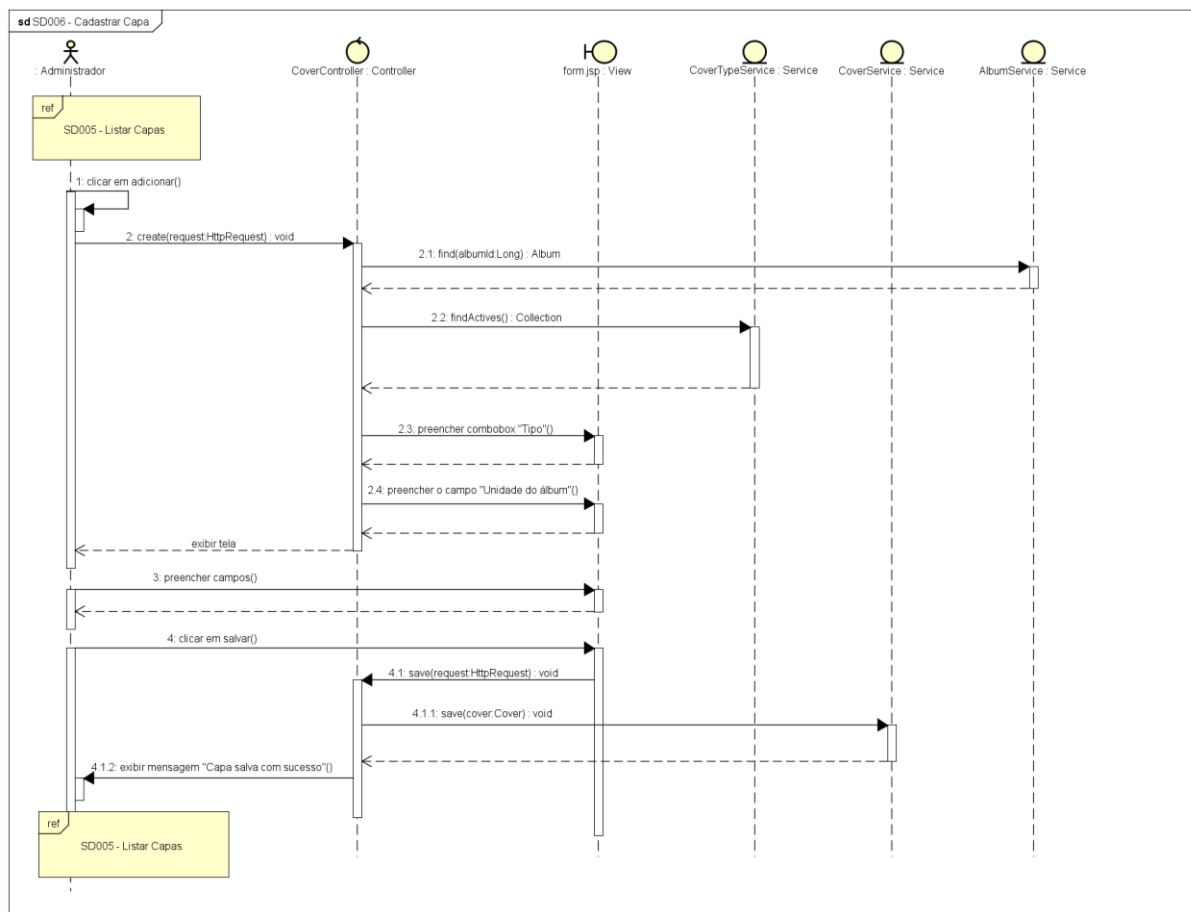 sd SD006 - Cadastrar Capa
: Administrador
CoverController : Controller
form.jsp : View
CoverTypeService : Service
CoverService : Service
AlbumService : Service
ref
SD005 - Listar Capas
1: clicar em adicionar()
2: create(request:HttpRequest) : void
2.1: find(albumId:Long) : Album
2.2: findActives() : Collection
2.3: preencher combobox "Tipo"()
2.4: preencher o campo "Unidade do álbum"()
exibir tela
3: preencher campos()
4: clicar em salvar()
4.1: save(request:HttpRequest) : void
4.1.1: save(cover:Cover) : void
4.1.2: exibir mensagem "Capa salva com sucesso"()
ref
SD005 - Listar Capas